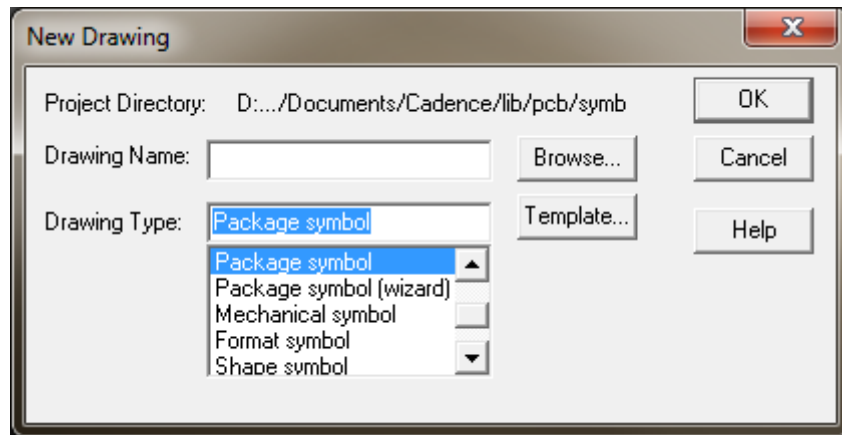 New Drawing
Project Directory: D:.../Documents/Cadence/lib/pcb/symb
OK
Drawing Name:
Browse...
Cancel
Drawing Type: Package symbol
Template...
Help
Package symbol
Package symbol (wizard)
Mechanical symbol
Format symbol
Shape symbol